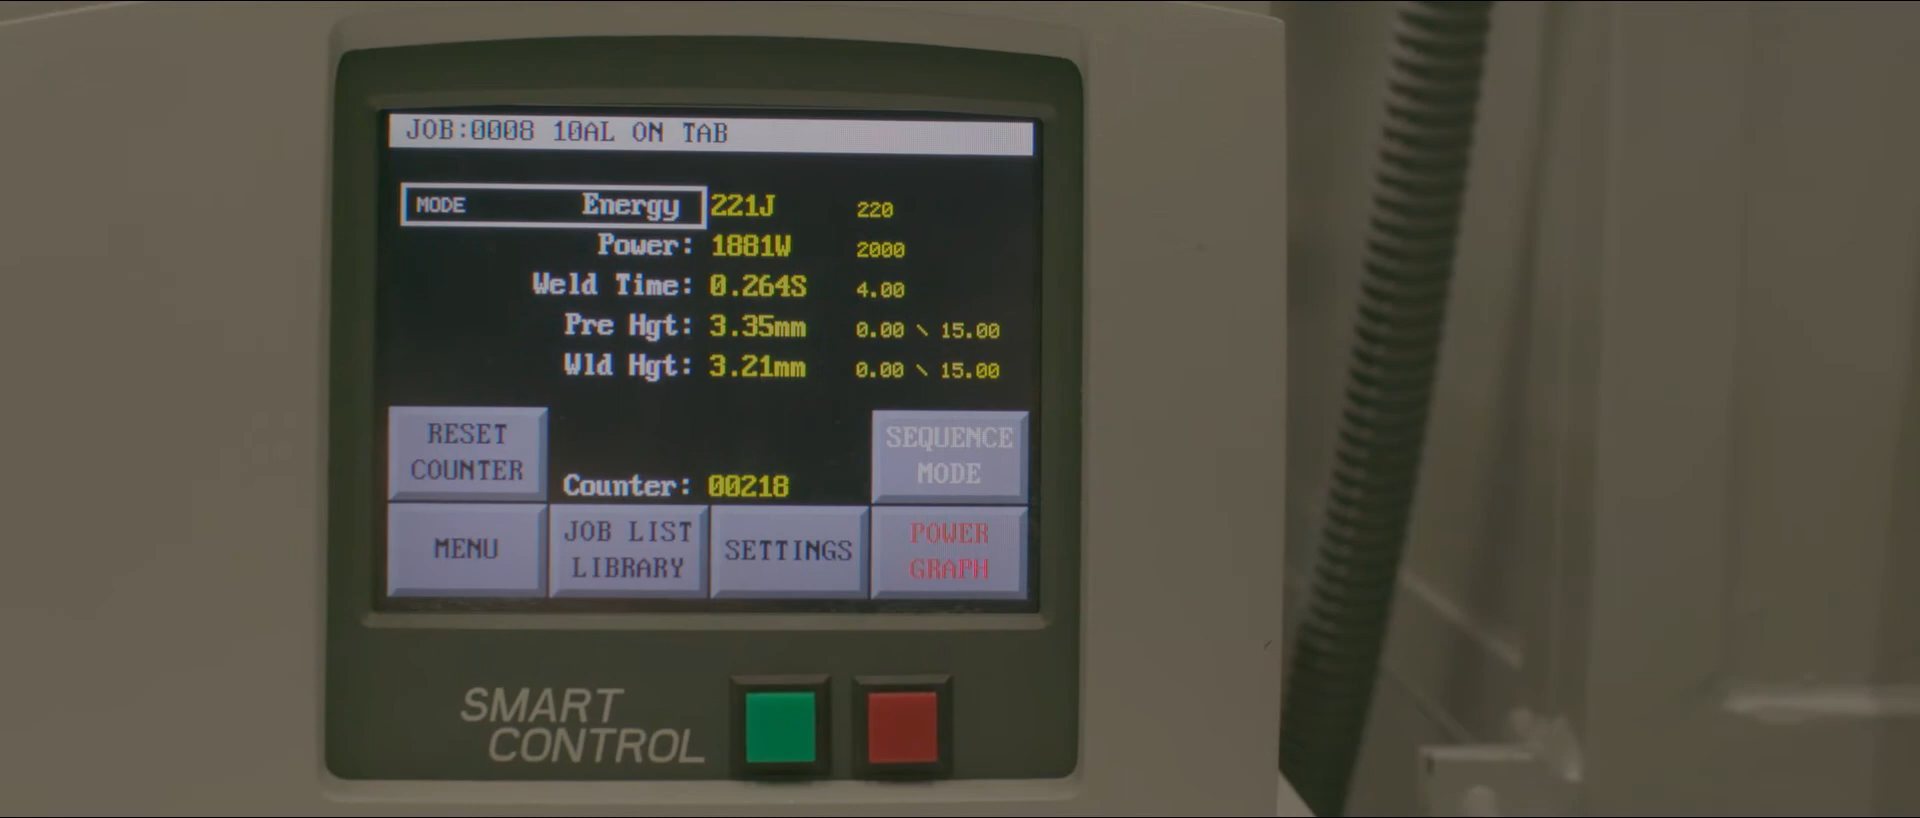 JOB:0008 10AL ON TAB
MODE Energy 221J 220
Power: 1881W 2000
Weld Time: 0.264S 4.00
Pre Hgt: 3.35mm 0.00 \ 15.00
Wld Hgt: 3.21mm 0.00 \ 15.00
RESET
COUNTER
Counter: 00218
SEQUENCE
MODE
MENU
JOB LIST
LIBRARY
SETTINGS
POWER
GRAPH
SMART
CONTROL